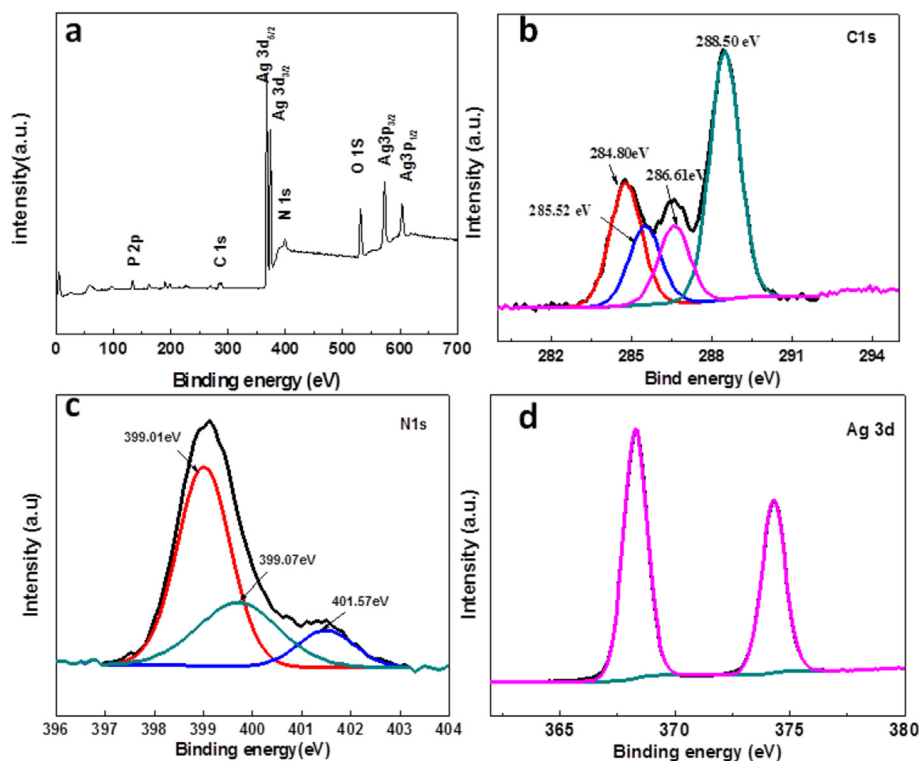 a
Ag 3d5/2
Ag 3d3/2
N 1s
O 1S
Ag3p3/2
Ag3p1/2
P 2p
C 1s
intensity(a.u.)
0 100 200 300 400 500 600 700
Binding energy (eV)
b
288.50 eV
C1s
284.80eV
286.61eV
285.52 eV
Intensity (a.u.)
282 285 288 291 294
Bind energy (eV)
c
N1s
399.01eV
399.07eV
401.57eV
Intensity (a.u)
396 397 398 399 400 401 402 403 404
Binding energy(eV)
d
Ag 3d
Intensity (a.u.)
365 370 375 380
Binding energy (eV)